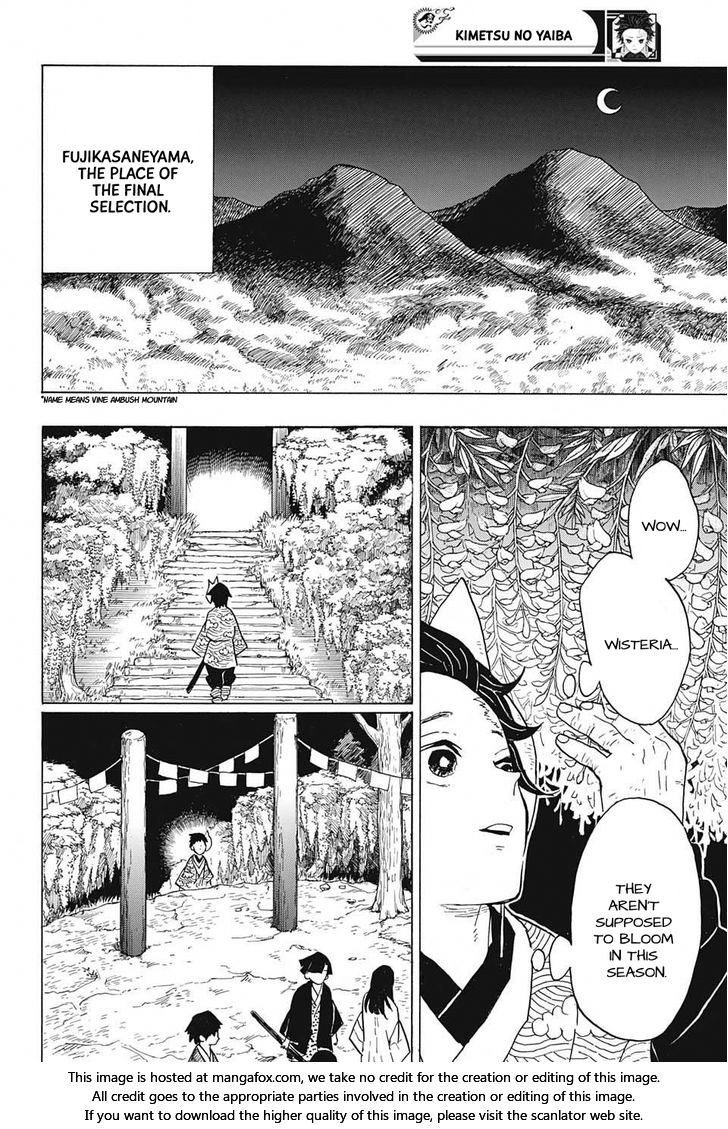 KIMETSU NO YAIBA
FUJIKASANEYAMA,
THE PLACE OF
THE FINAL
SELECTION.
*NAME MEANS VINE AMBUSH MOUNTAIN
WOW...
WISTERIA...
THEY
AREN'T
SUPPOSED
TO BLOOM
IN THIS
SEASON.
This image is hosted at mangafox.com, we take no credit for the creation or editing of this image.
All credit goes to the appropriate parties involved in the creation or editing of this image.
If you want to download the higher quality of this image, please visit the scanlator web site.